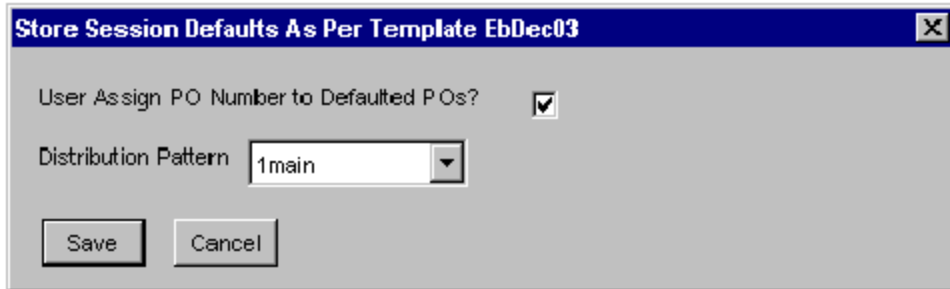 Store Session Defaults As Per Template EbDec03
User Assign PO Number to Defaulted POs?
Distribution Pattern 1main
Save Cancel